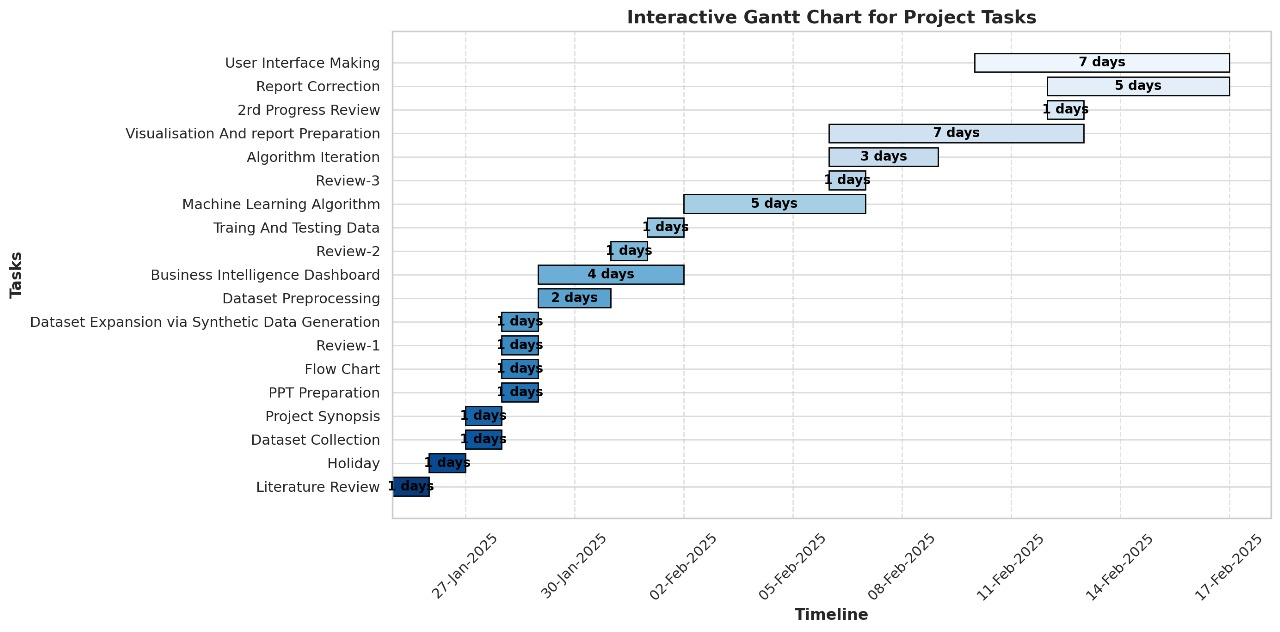 Interactive Gantt Chart for Project Tasks
Tasks
User Interface Making 7 days
Report Correction 5 days
2rd Progress Review 1 days
Visualisation And report Preparation 7 days
Algorithm Iteration 3 days
Review-3 1 days
Machine Learning Algorithm 5 days
Traing And Testing Data 1 days
Review-2 1 days
Business Intelligence Dashboard 4 days
Dataset Preprocessing 2 days
Dataset Expansion via Synthetic Data Generation 1 days
Review-1 1 days
Flow Chart 1 days
PPT Preparation 1 days
Project Synopsis 1 days
Dataset Collection 1 days
Holiday 1 days
Literature Review 1 days
27-Jan-2025 30-Jan-2025 02-Feb-2025 05-Feb-2025 08-Feb-2025 11-Feb-2025 14-Feb-2025 17-Feb-2025
Timeline